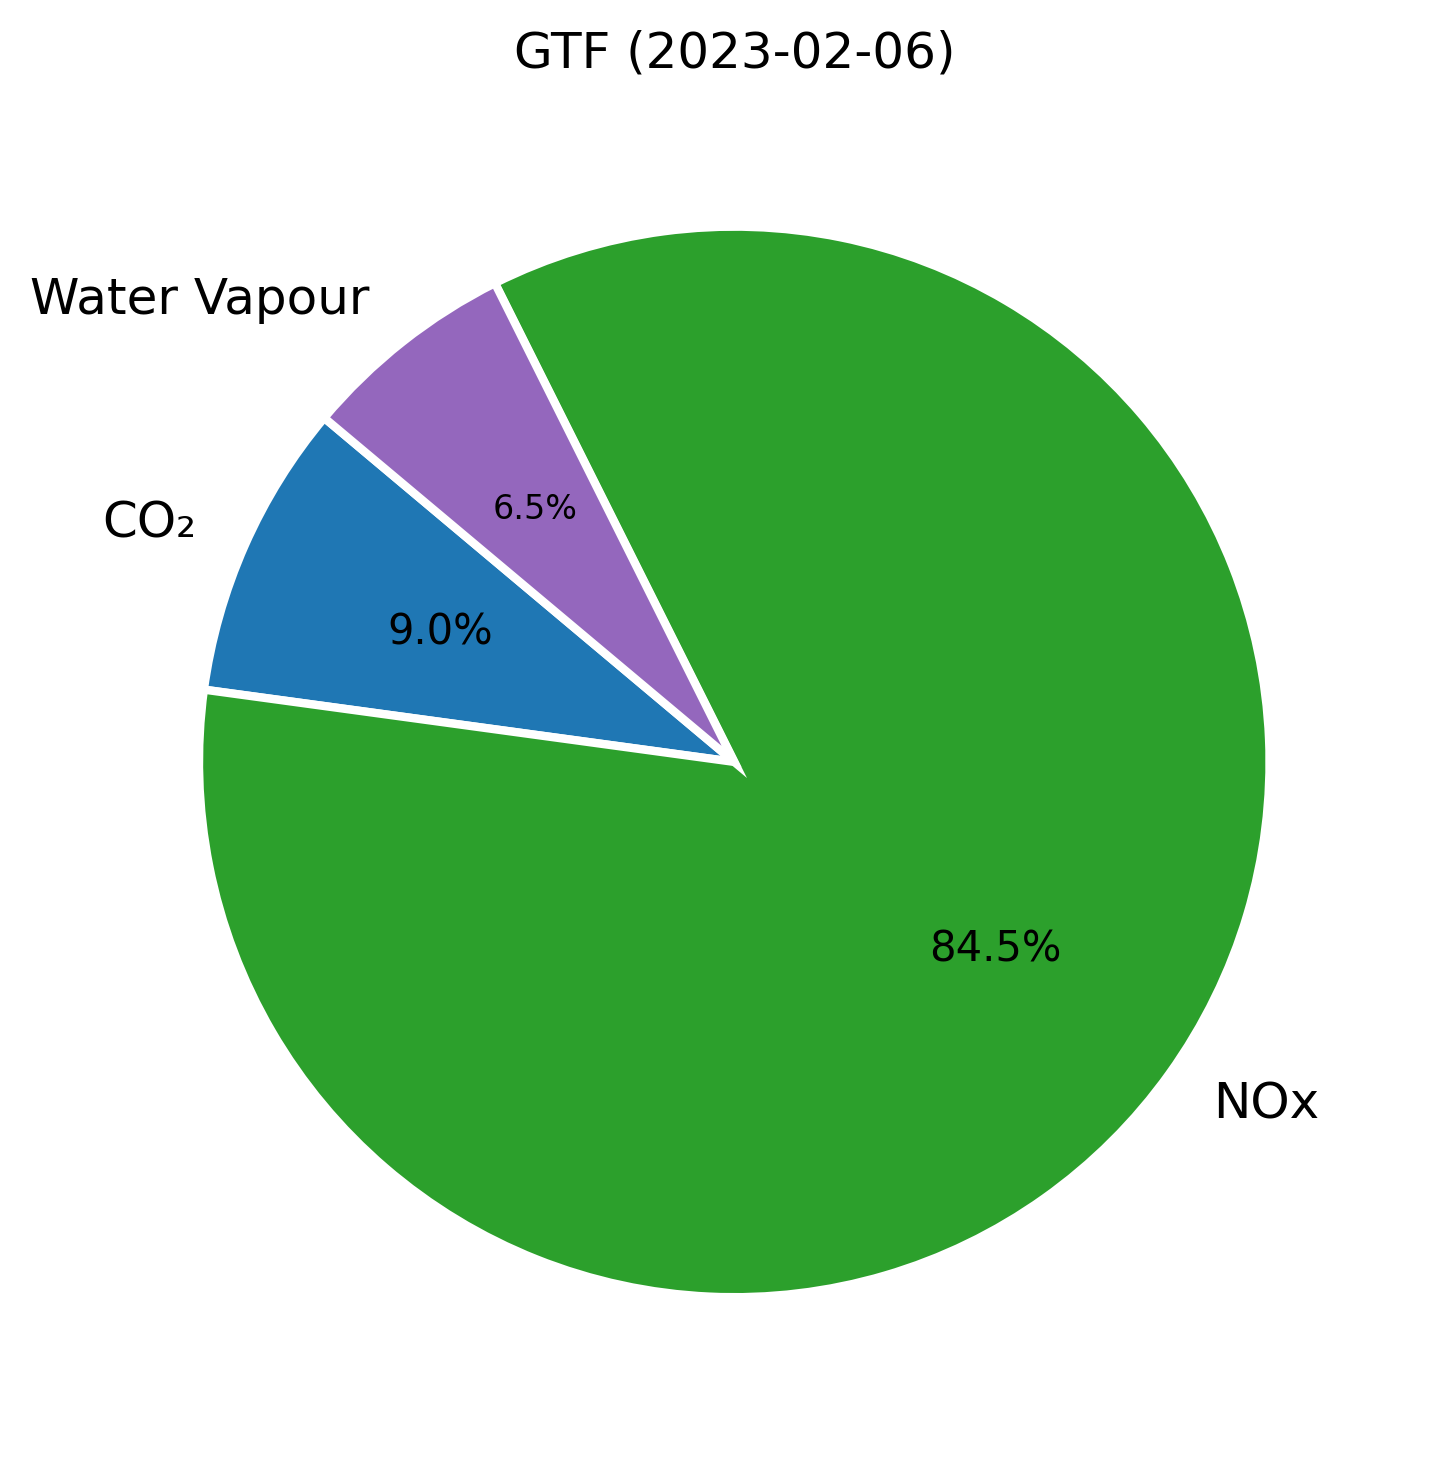 GTF (2023-02-06)
Water Vapour
6.5%
CO₂
9.0%
84.5%
NOx